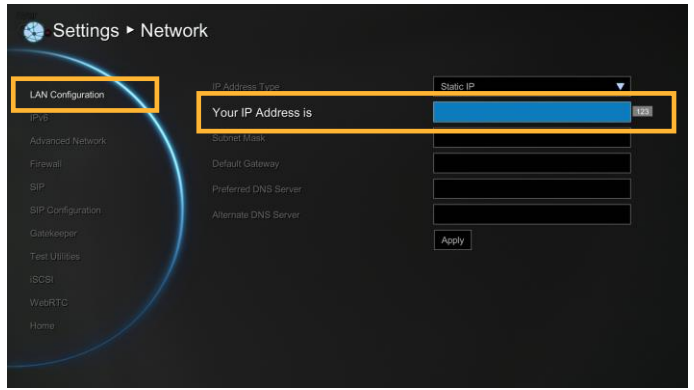 Settings ▸ Network
LAN Configuration
IPv6
Advanced Network
Firewall
SIP
SIP Configuration
Gatekeeper
Test Utilities
iSCSI
WebRTC
Home
IP Address Type
Static IP
Your IP Address is
123
Subnet Mask
Default Gateway
Preferred DNS Server
Alternate DNS Server
Apply